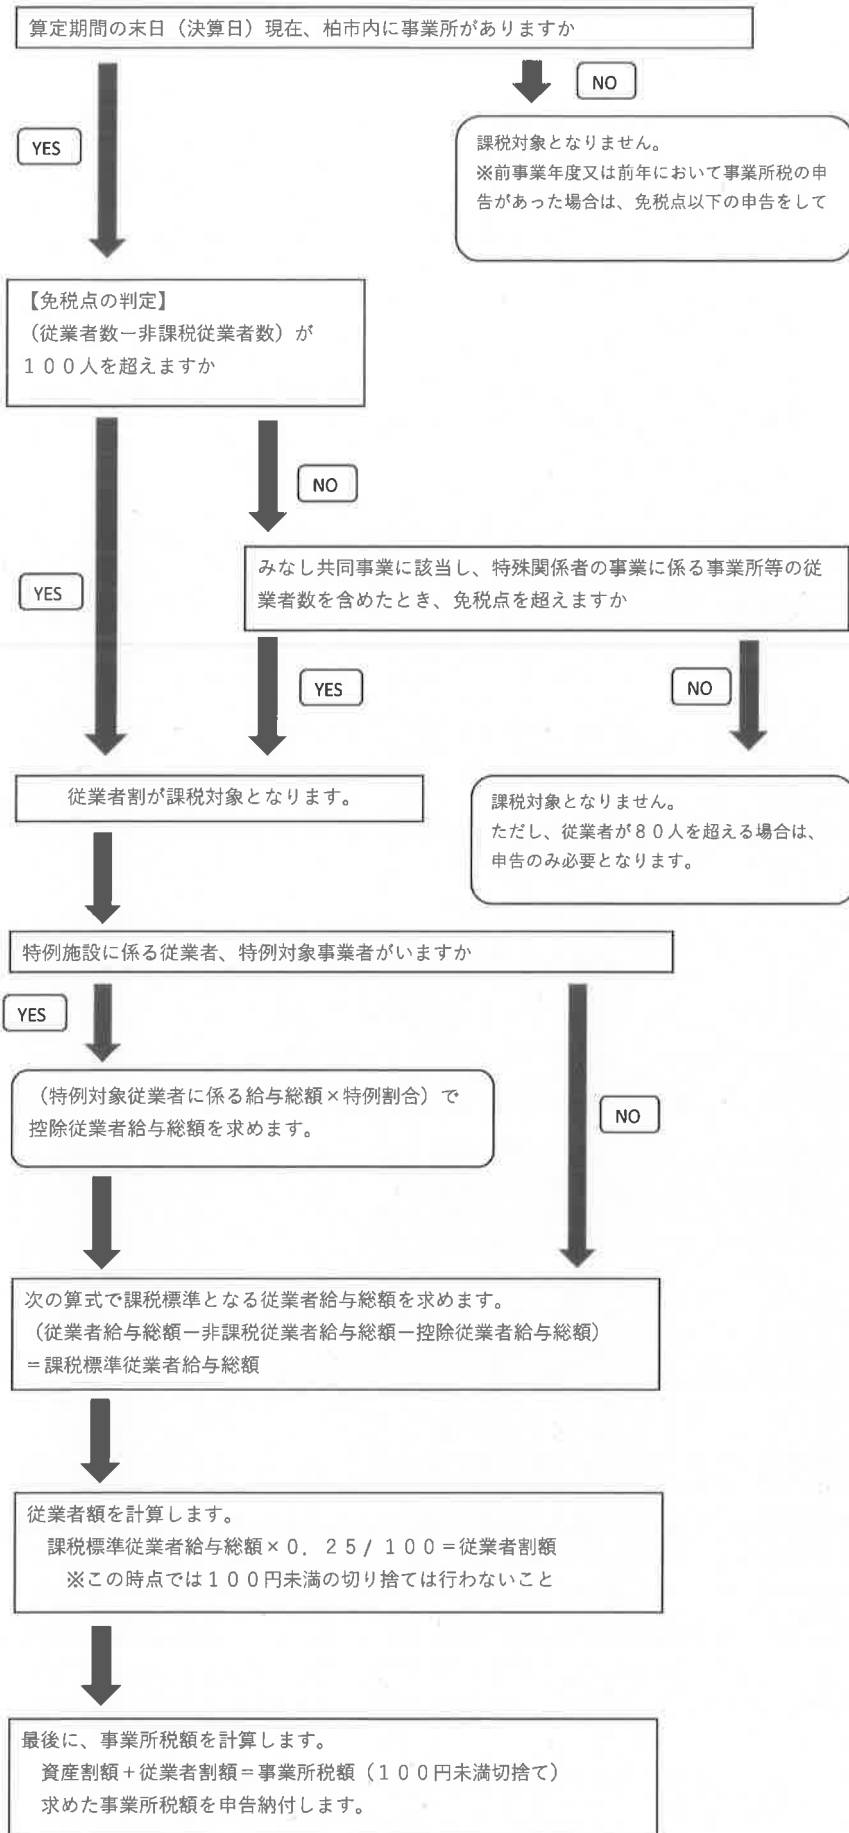 算定期間の末日（決算日）現在、柏市内に事業所がありますか
NO
YES
課税対象となりません。
※前事業年度又は前年において事業所税の申
告があった場合は、免税点以下の申告をして
【免税点の判定】
（従業者数ー非課税従業者数）が
１００人を超えますか
NO
みなし共同事業に該当し、特殊関係者の事業に係る事業所等の従
業者数を含めたとき、免税点を超えますか
YES
YES
NO
従業者割が課税対象となります。
課税対象となりません。
ただし、従業者が８０人を超える場合は、
申告のみ必要となります。
特例施設に係る従業者、特例対象事業者がいますか
YES
（特例対象従業者に係る給与総額×特例割合）で
控除従業者給与総額を求めます。
NO
次の算式で課税標準となる従業者給与総額を求めます。
（従業者給与総額ー非課税従業者給与総額ー控除従業者給与総額）
＝課税標準従業者給与総額
従業者額を計算します。
課税標準従業者給与総額×０．２５/１００＝従業者割額
※この時点では１００円未満の切り捨ては行わないこと
最後に、事業所税額を計算します。
資産割額＋従業者割額＝事業所税額（１００円未満切捨て）
求めた事業所税額を申告納付します。